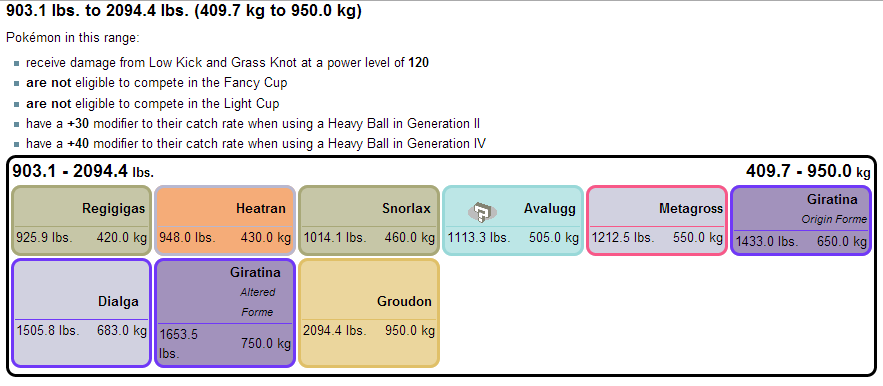 903.1 lbs. to 2094.4 lbs. (409.7 kg to 950.0 kg)
Pokémon in this range:
receive damage from Low Kick and Grass Knot at a power level of 120
are not eligible to compete in the Fancy Cup
are not eligible to compete in the Light Cup
have a +30 modifier to their catch rate when using a Heavy Ball in Generation II
have a +40 modifier to their catch rate when using a Heavy Ball in Generation IV
903.1 - 2094.4 lbs. 409.7 - 950.0 kg
Regigigas
925.9 lbs. 420.0 kg
Heatran
948.0 lbs. 430.0 kg
Snorlax
1014.1 lbs. 460.0 kg
?
Avalugg
1113.3 lbs. 505.0 kg
Metagross
1212.5 lbs. 550.0 kg
Giratina
Origin Forme
1433.0 lbs. 650.0 kg
Dialga
1505.8 lbs. 683.0 kg
Giratina
Altered
Forme
1653.5
lbs.
750.0 kg
Groudon
2094.4 lbs. 950.0 kg